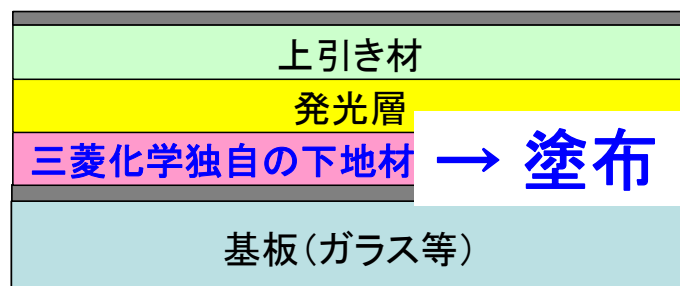 上引き材
発光層
三菱化学独自の下地材 → 塗布
基板(ガラス等)